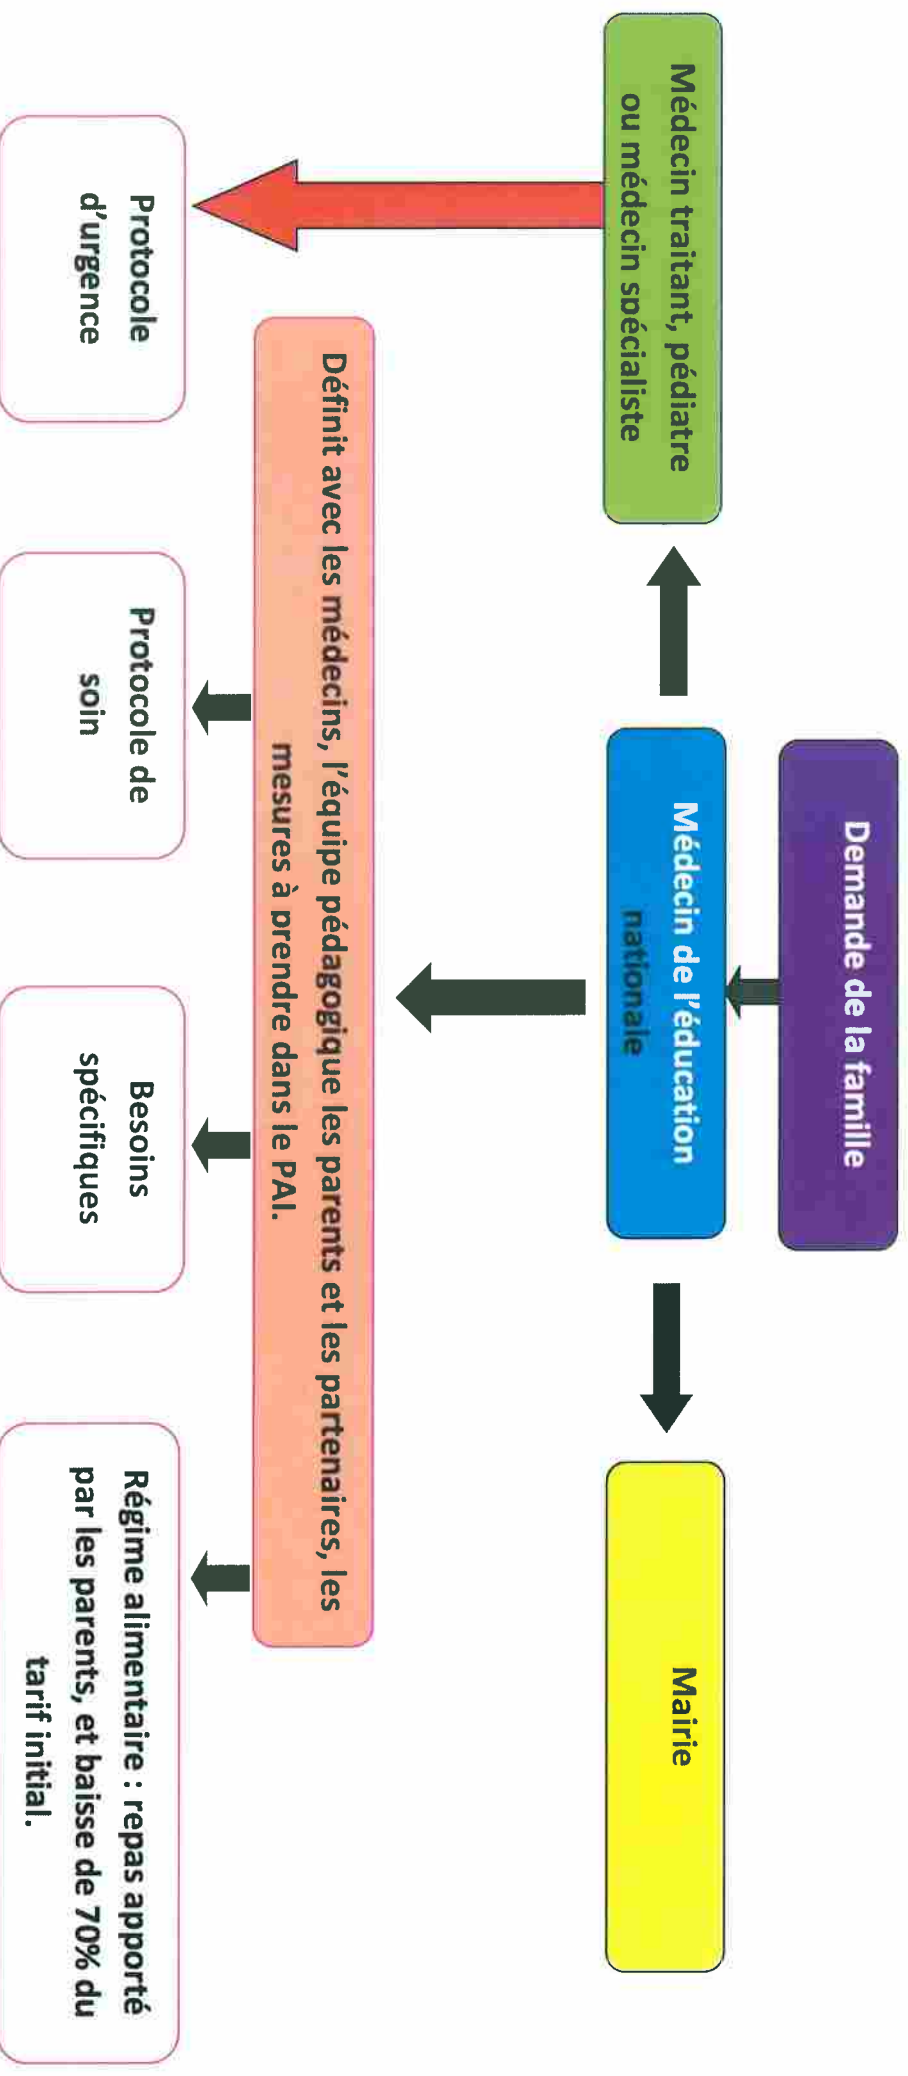 Demande de la famille
Médecin traitant, pédiatre
ou médecin spécialiste
Médecin de l'éducation
nationale
Mairie
Définit avec les médecins, l'équipe pédagogique les parents et les partenaires, les
mesures à prendre dans le PAI.
Protocole
d'urgence
Protocole de
soin
Besoins
spécifiques
Régime alimentaire : repas apporté
par les parents, et baisse de 70% du
tarif initial.